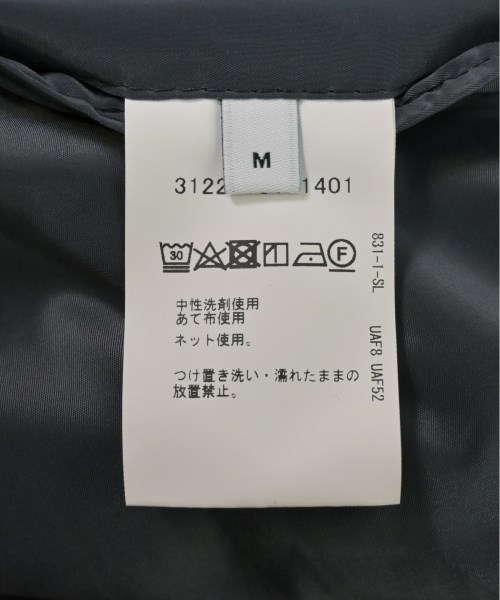 M
3122 1401
30 F
中性洗剤使用
あて布使用
ネット使用。
つけ置き洗い・濡れたままの
放置禁止。
831-1-SL UAF8 UAF52